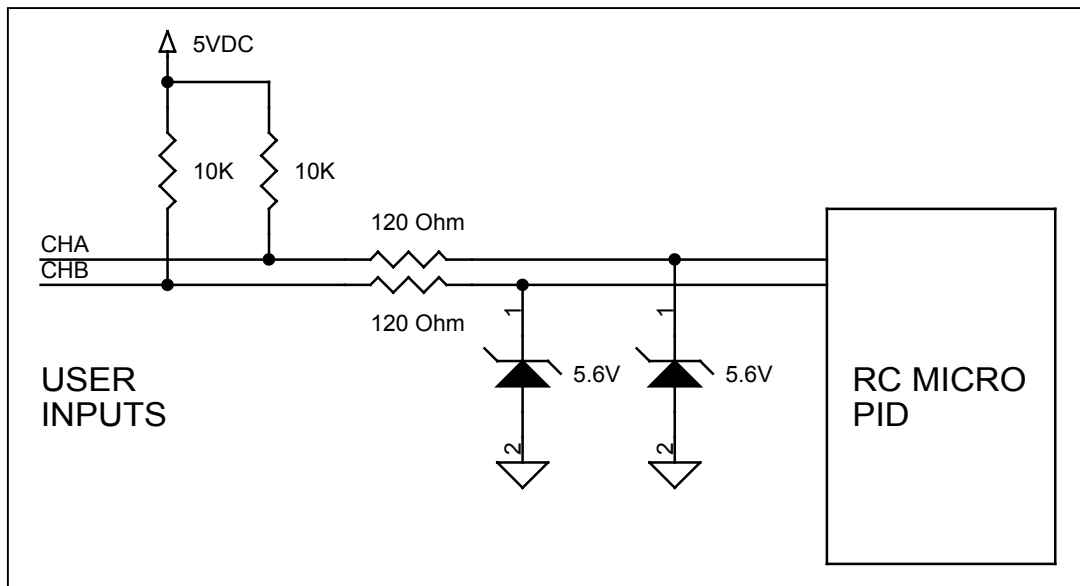 5VDC
10K
10K
120 Ohm
CHA
CHB
120 Ohm
1
1
5.6V
5.6V
2
2
USER
INPUTS
RC MICRO
PID